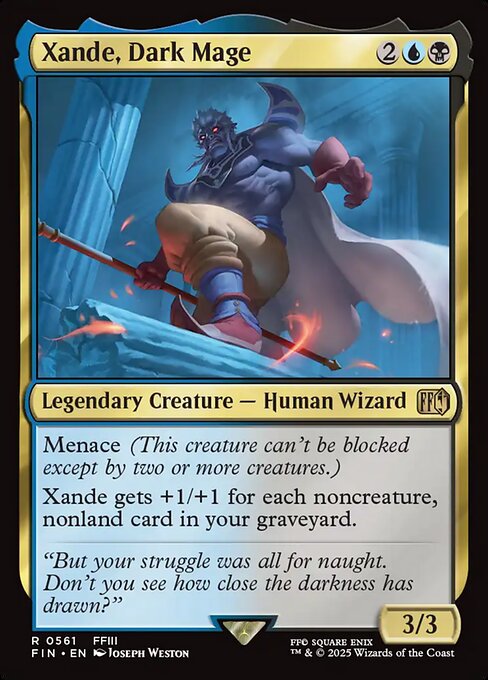 Xande, Dark Mage 2
Legendary Creature — Human Wizard FFIII
Menace (This creature can't be blocked
except by two or more creatures.)
Xande gets +1/+1 for each noncreature,
nonland card in your graveyard.
"But your struggle was all for naught.
Don't you see how close the darkness has
drawn?"
3/3
R 0561 FFIII
FIN • EN Joseph Weston
FF© SQUARE ENIX
™ & © 2025 Wizards of the Coast